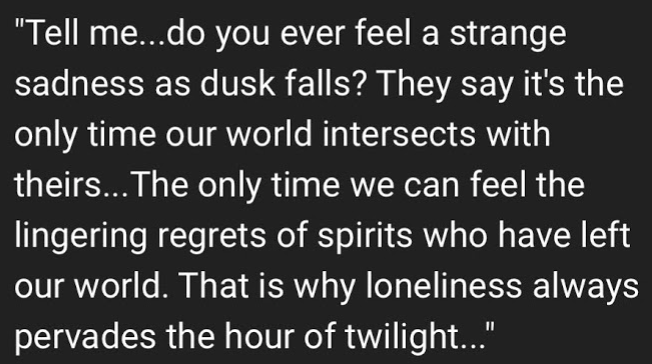 "Tell me...do you ever feel a strange
sadness as dusk falls? They say it's the
only time our world intersects with
theirs...The only time we can feel the
lingering regrets of spirits who have left
our world. That is why loneliness always
pervades the hour of twilight..."